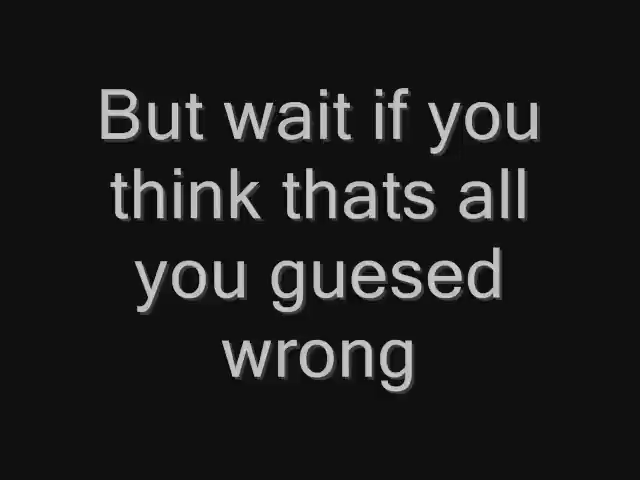 But wait if you
think thats all
you guesed
wrong